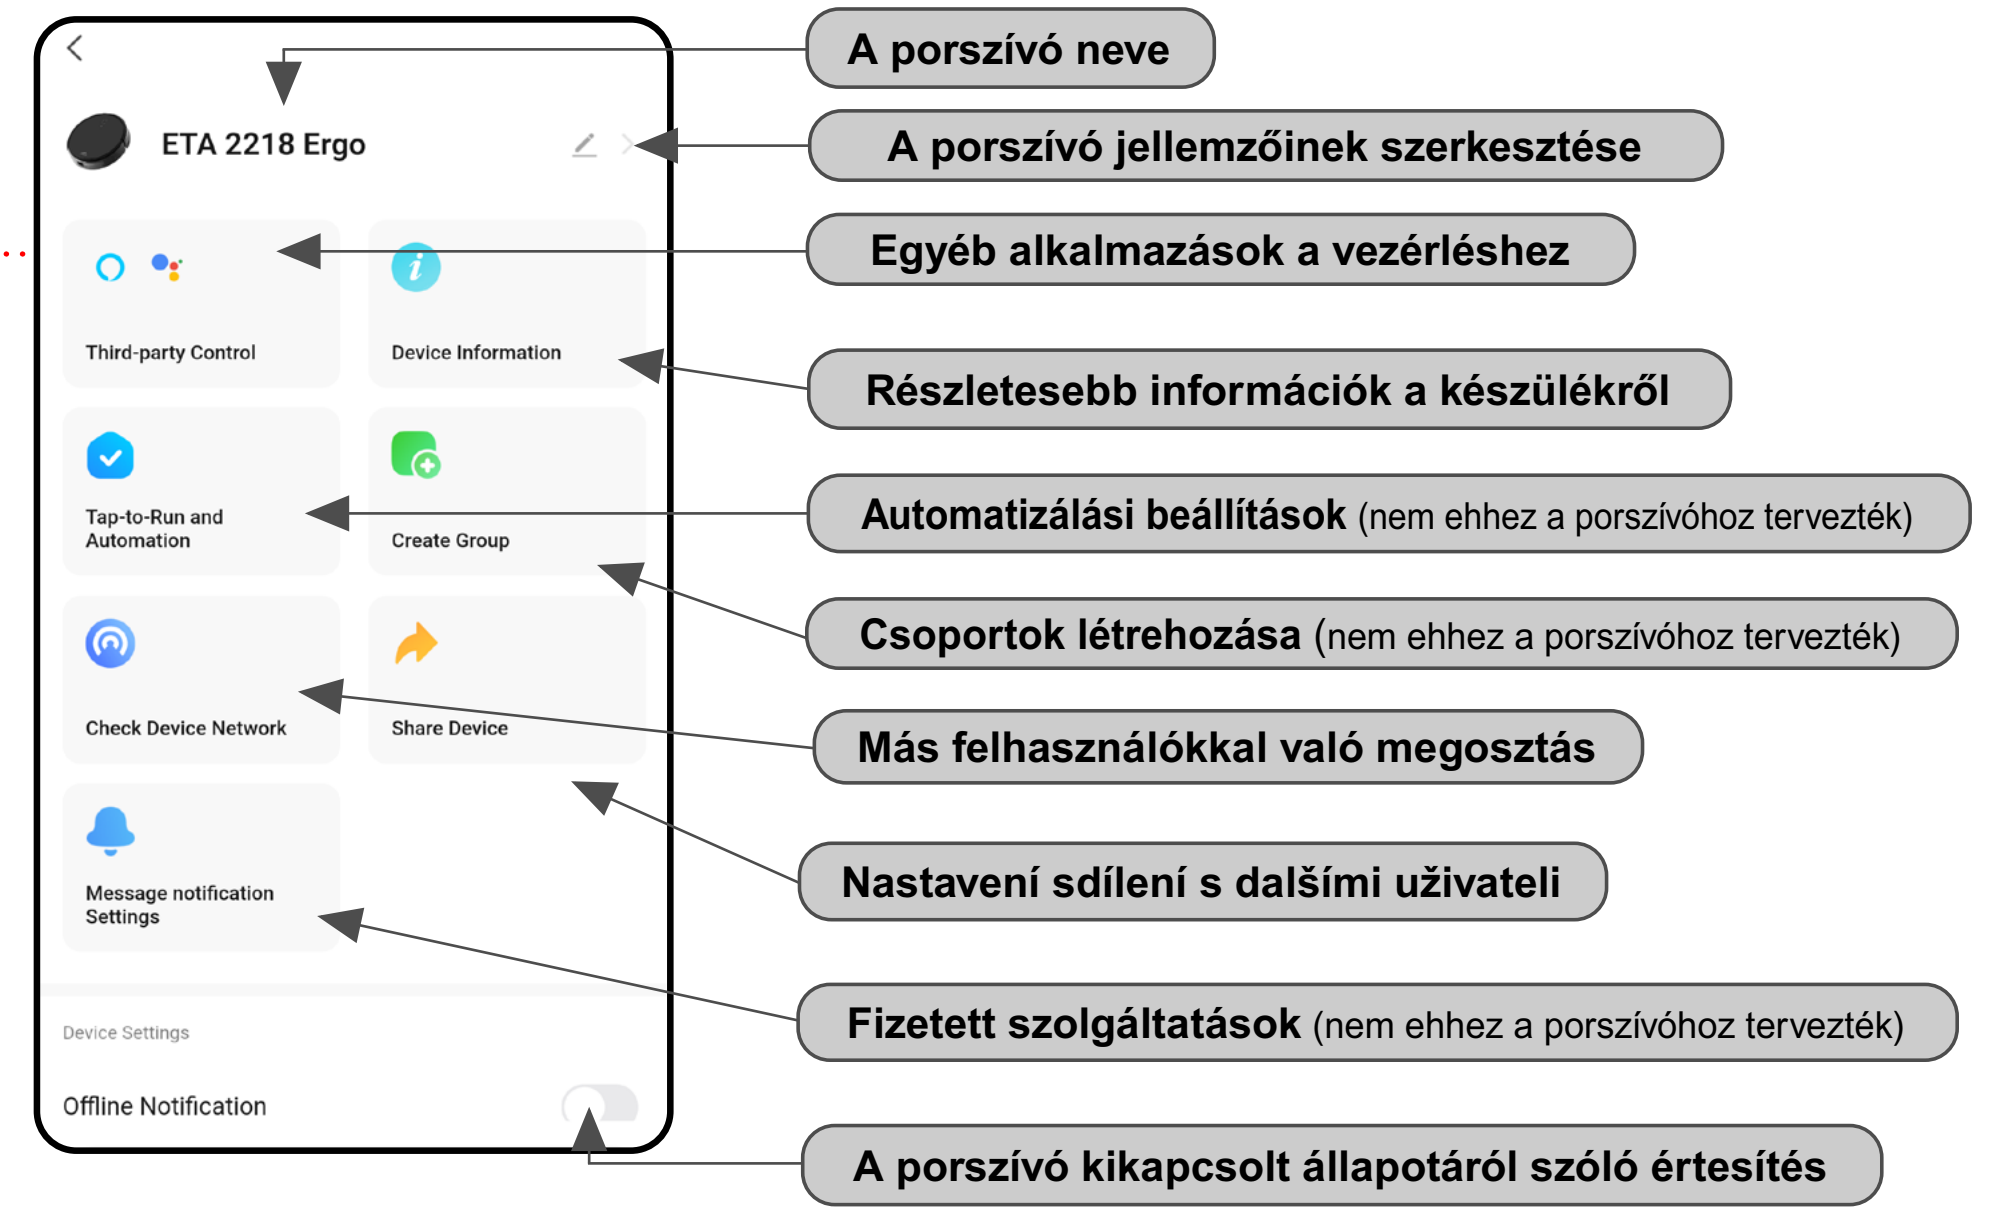 A porszívó neve
ETA 2218 Ergo
A porszívó jellemzőinek szerkesztése
Egyéb alkalmazások a vezérléshez
Third-party Control
Device Information
Részletesebb információk a készülékről
Tap-to-Run and
Automation
Create Group
Automatizálási beállítások (nem ehhez a porszívóhoz tervezték)
Csoportok létrehozása (nem ehhez a porszívóhoz tervezték)
Check Device Network
Share Device
Más felhasználókkal való megosztás
Message notification
Settings
Nastavení sdílení s dalšími uživateli
Fizetett szolgáltatások (nem ehhez a porszívóhoz tervezték)
Device Settings
Offline Notification
A porszívó kikapcsolt állapotáról szóló értesítés